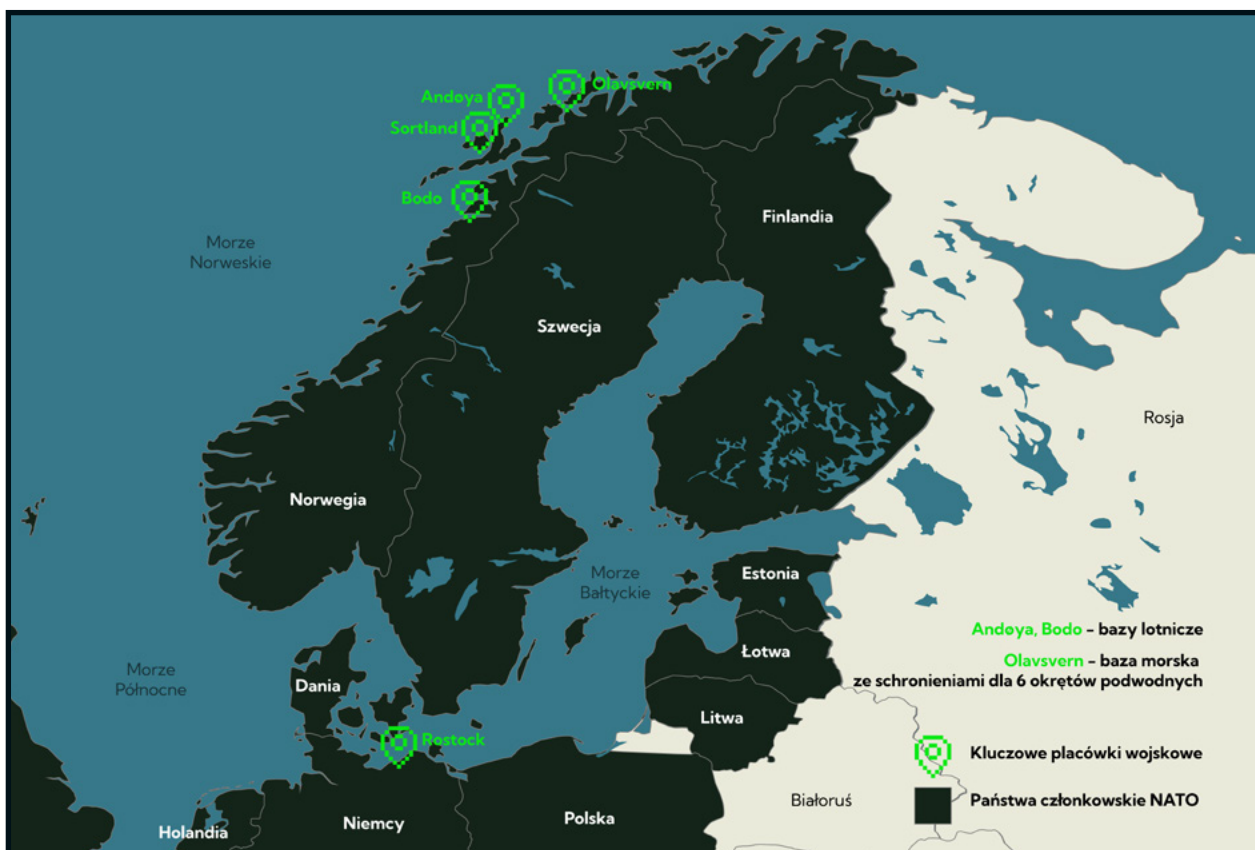 Olavsvern
Andøya
Sortland
Bodo
Finlandia
Morze
Norweskie
Szwecja
Rosja
Norwegia
Morze
Bałtyckie
Estonia
Andøya, Bodo - bazy lotnicze
Łotwa
Olavsvern - baza morska
ze schronieniami dla 6 okrętów podwodnych
Morze
Północne
Dania
Litwa
Rostock
Kluczowe placówki wojskowe
Białoruś
Państwa członkowskie NATO
Polska
Niemcy
Holandia